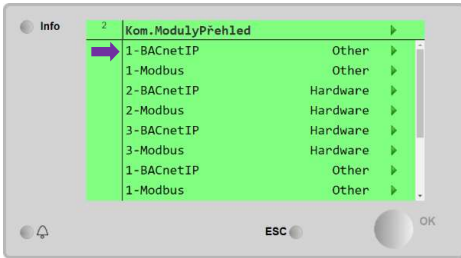 Info
2 Kom.ModulyPřehled
1-BACnetIP Other
1-Modbus Other
2-BACnetIP Hardware
2-Modbus Hardware
3-BACnetIP Hardware
3-Modbus Hardware
1-BACnetIP Other
1-Modbus Other
ESC
OK